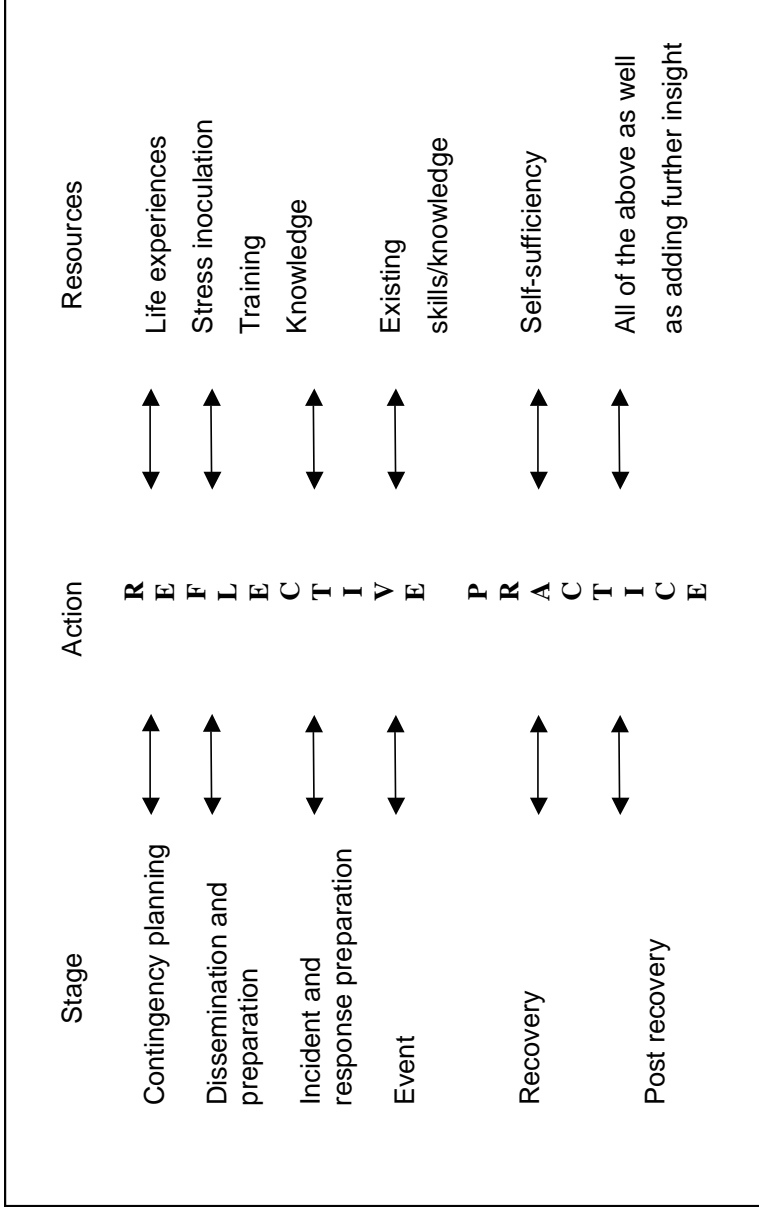 Stage
Action
Resources
Contingency planning
Dissemination and
preparation
Incident and
response preparation
Event
Recovery
Post recovery
R
E
F
L
E
C
T
I
V
E
P
R
A
C
T
I
C
E
Life experiences
Stress inoculation
Training
Knowledge
Existing
skills/knowledge
Self-sufficiency
All of the above as well
as adding further insight